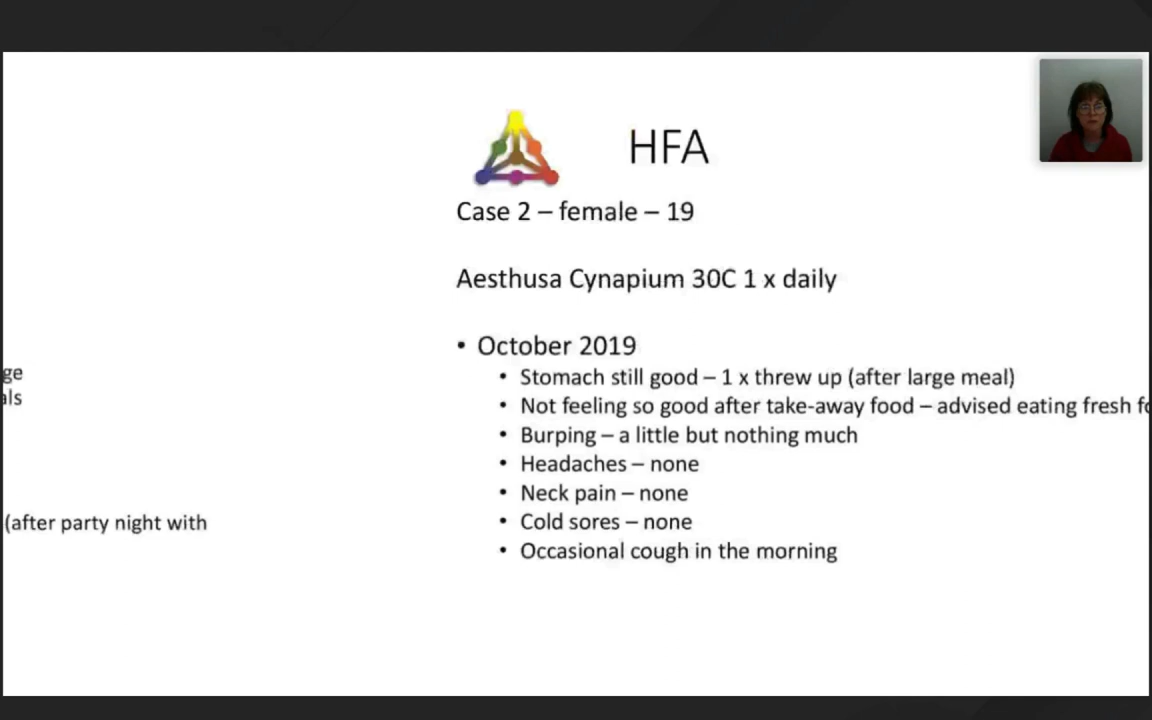 HFA
Case 2 – female – 19
Aesthusa Cynapium 30C 1 x daily
• October 2019
• Stomach still good – 1 x threw up (after large meal)
• Not feeling so good after take-away food – advised eating fresh
• Burping – a little but nothing much
• Headaches – none
• Neck pain – none
• Cold sores – none
• Occasional cough in the morning
ge
als
(after party night with